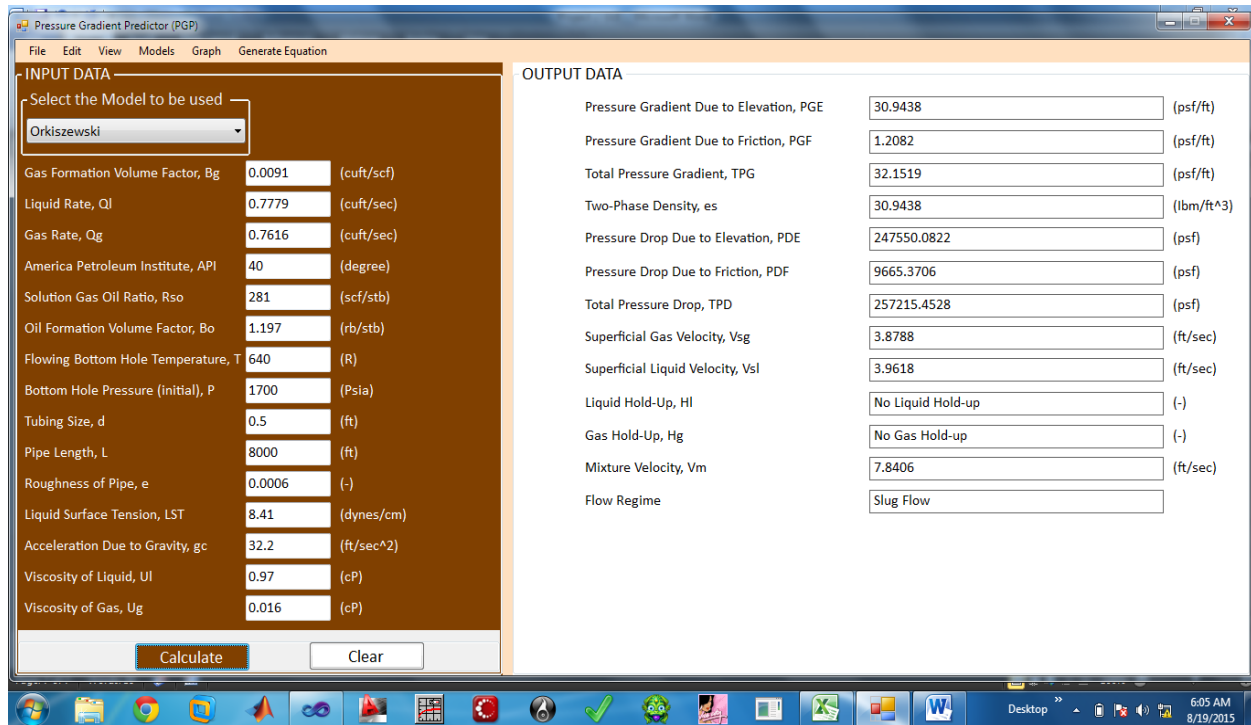 Pressure Gradient Predictor (PGP)
File Edit View Models Graph Generate Equation
INPUT DATA
Select the Model to be used
Orkiszewski
Gas Formation Volume Factor, Bg 0.0091 (cuft/scf)
Liquid Rate, Ql 0.7779 (cuft/sec)
Gas Rate, Qg 0.7616 (cuft/sec)
America Petroleum Institute, API 40 (degree)
Solution Gas Oil Ratio, Rso 281 (scf/stb)
Oil Formation Volume Factor, Bo 1.197 (rb/stb)
Flowing Bottom Hole Temperature, T 640 (R)
Bottom Hole Pressure (initial), P 1700 (Psia)
Tubing Size, d 0.5 (ft)
Pipe Length, L 8000 (ft)
Roughness of Pipe, e 0.0006 (-)
Liquid Surface Tension, LST 8.41 (dynes/cm)
Acceleration Due to Gravity, gc 32.2 (ft/sec^2)
Viscosity of Liquid, Ul 0.97 (cP)
Viscosity of Gas, Ug 0.016 (cP)
Calculate Clear
OUTPUT DATA
Pressure Gradient Due to Elevation, PGE 30.9438 (psf/ft)
Pressure Gradient Due to Friction, PGF 1.2082 (psf/ft)
Total Pressure Gradient, TPG 32.1519 (psf/ft)
Two-Phase Density, es 30.9438 (Ibm/ft^3)
Pressure Drop Due to Elevation, PDE 247550.0822 (psf)
Pressure Drop Due to Friction, PDF 9665.3706 (psf)
Total Pressure Drop, TPD 257215.4528 (psf)
Superficial Gas Velocity, Vsg 3.8788 (ft/sec)
Superficial Liquid Velocity, Vsl 3.9618 (ft/sec)
Liquid Hold-Up, Hl No Liquid Hold-up (-)
Gas Hold-Up, Hg No Gas Hold-up (-)
Mixture Velocity, Vm 7.8406 (ft/sec)
Flow Regime Slug Flow
Desktop 6:05 AM
8/19/2015